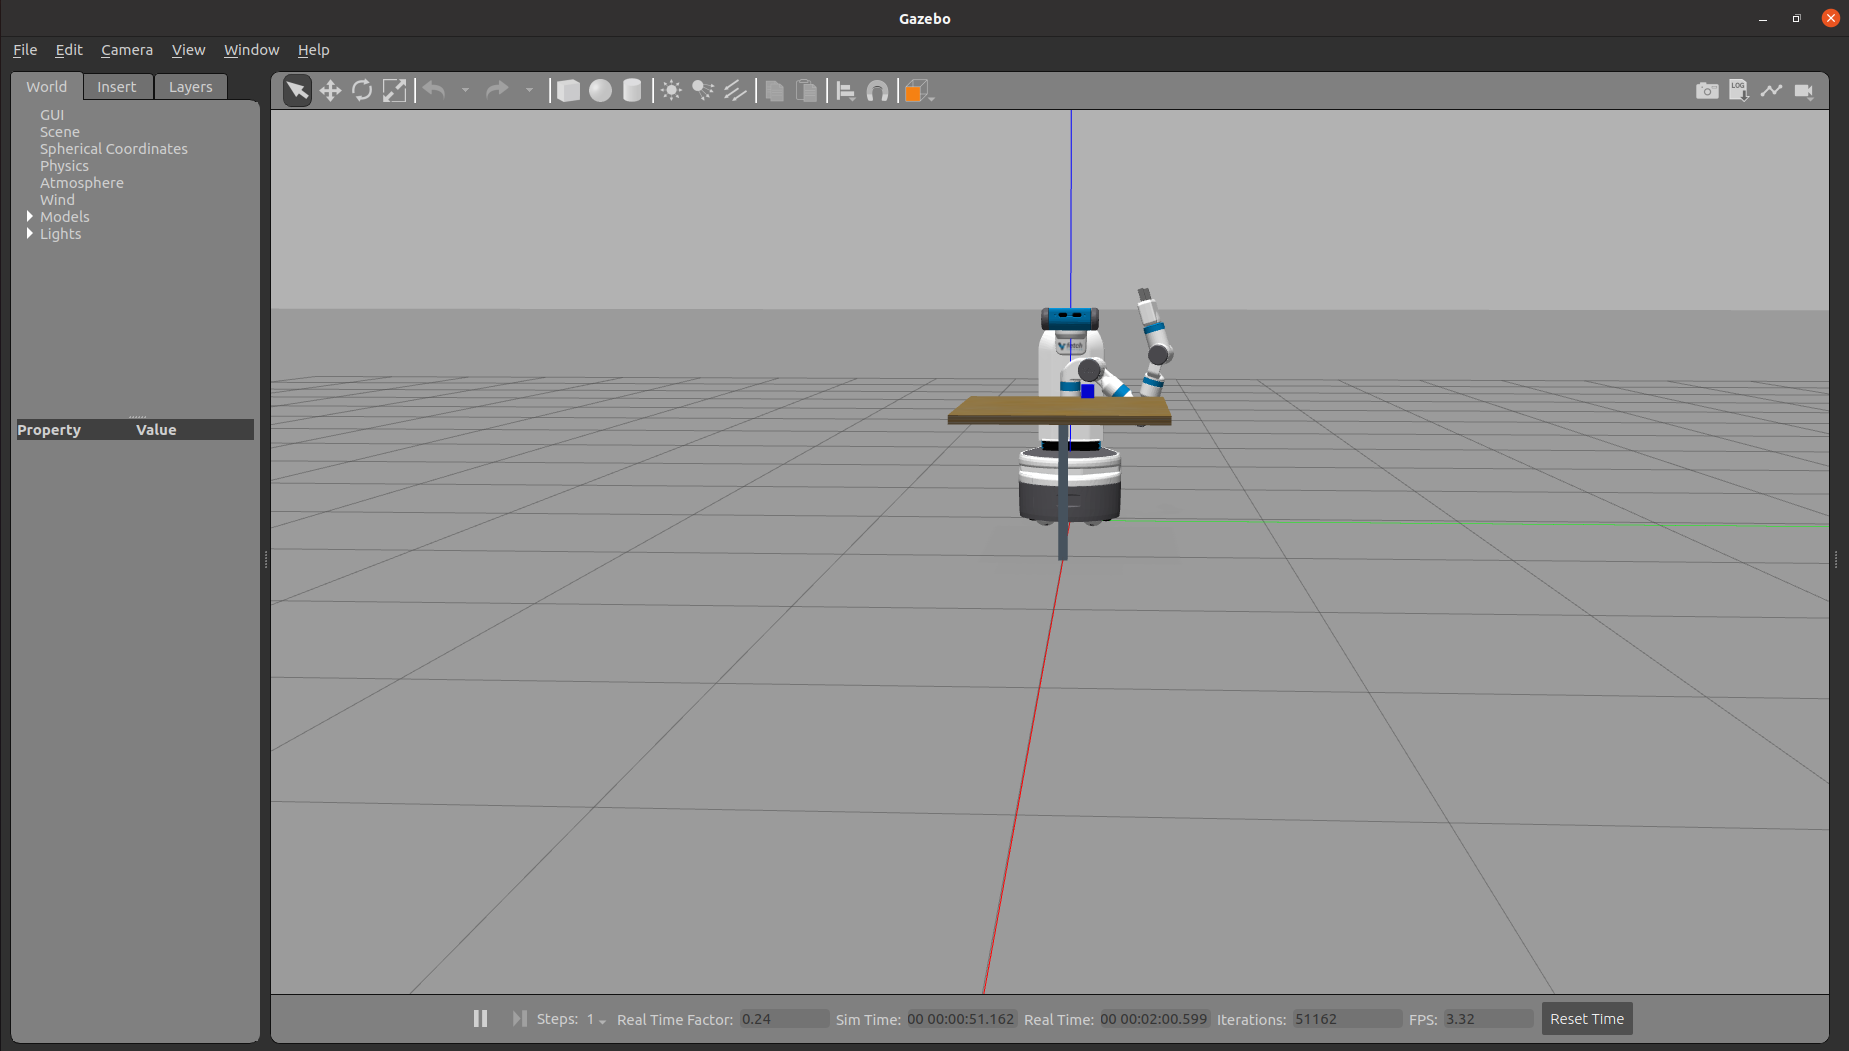 Gazebo
File Edit Camera View Window Help
World Insert Layers
LOG
GUI
Scene
Spherical Coordinates
Physics
Atmosphere
Wind
Models
Lights
fetch
Property Value
Steps: 1 Real Time Factor: 0.24 Sim Time: 00 00:00:51.162 Real Time: 00 00:02:00.599 Iterations: 51162 FPS: 3.32 Reset Time